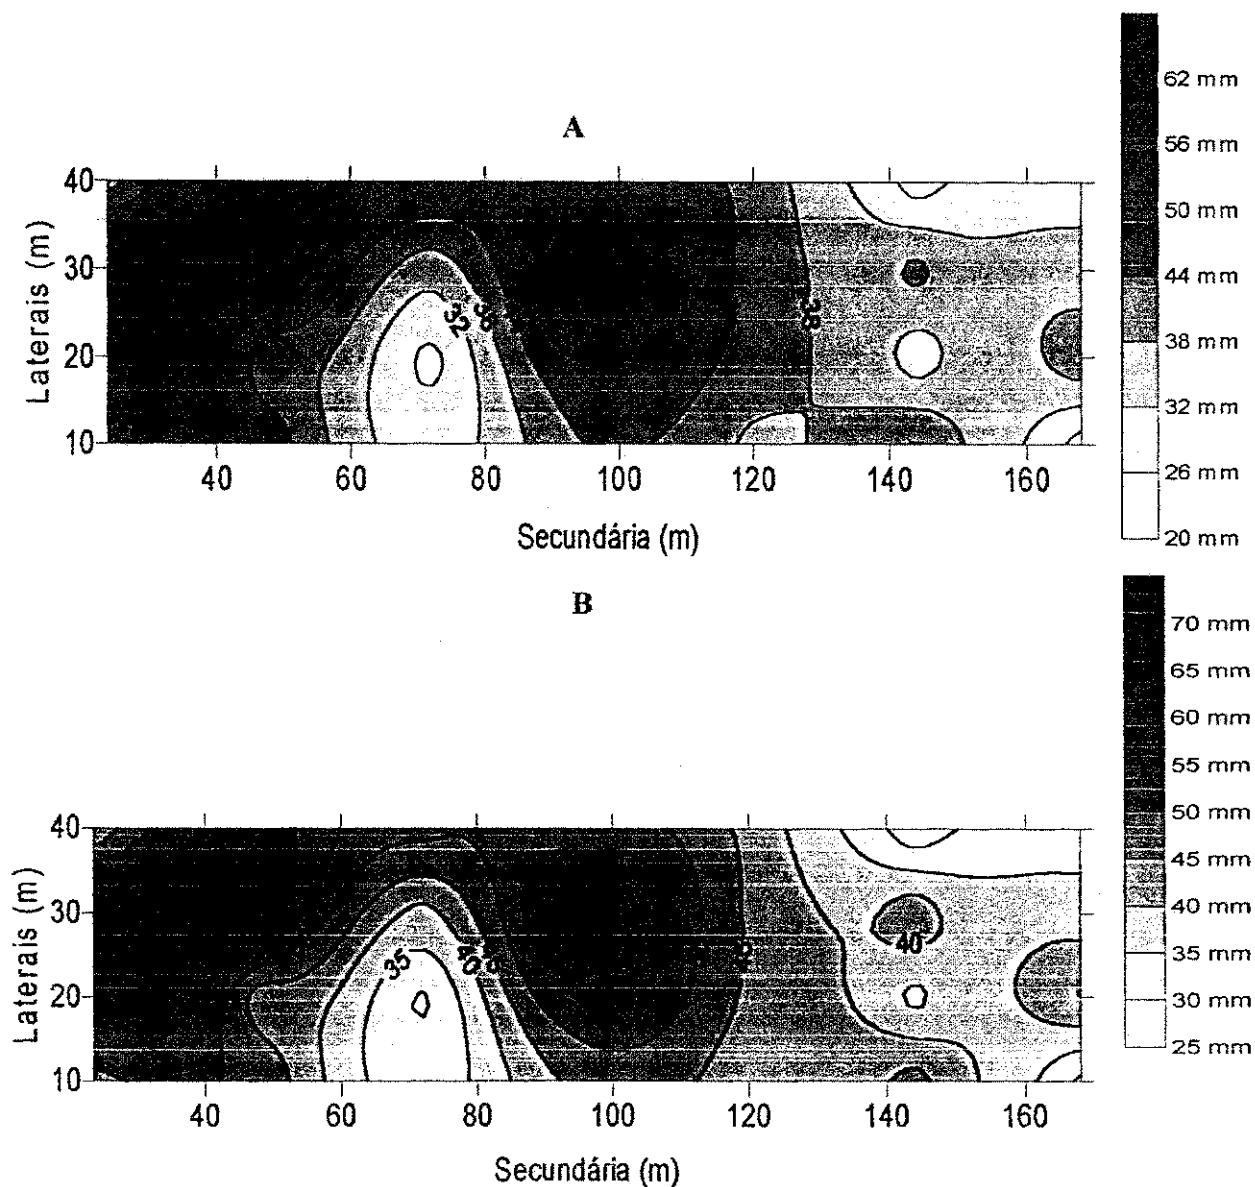 A
62 mm
56 mm
50 mm
44 mm
38 mm
32 mm
26 mm
20 mm
Laterais (m)
40
30
20
10
32
38
38
40 60 80 100 120 140 160
Secundária (m)
B
70 mm
65 mm
60 mm
55 mm
50 mm
45 mm
40 mm
35 mm
30 mm
25 mm
Laterais (m)
40
30
20
10
35
40
40
40 60 80 100 120 140 160
Secundária (m)